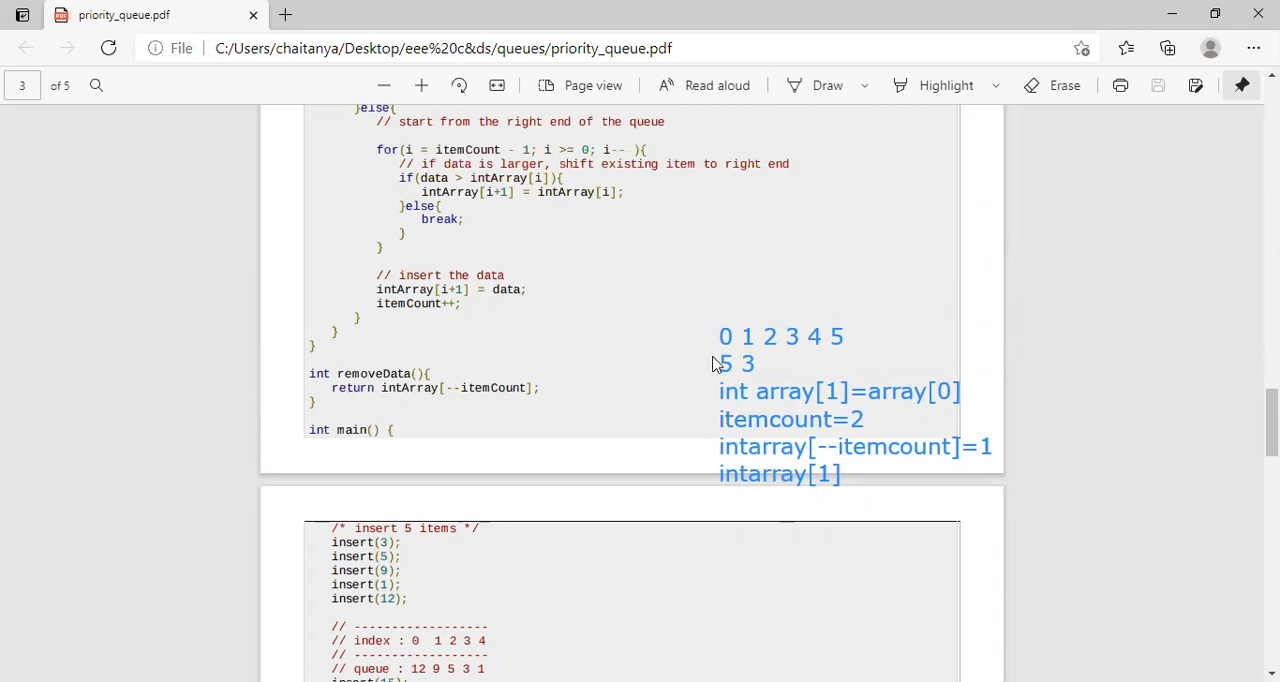 priority_queue.pdf
File C:/Users/chaitanya/Desktop/eee%20c&ds/queues/priority_queue.pdf
3 of 5 Page view Read aloud Draw Highlight Erase
}else{
// start from the right end of the queue
for(i = itemCount - 1; i >= 0; i-- ){
// if data is larger, shift existing item to right end
if(data > intArray[i]){
intArray[i+1] = intArray[i];
}else{
break;
}
}
// insert the data
intArray[i+1] = data;
itemCount++;
}
}
}
int removeData(){
return intArray[--itemCount];
}
int main() {
0 1 2 3 4 5
5 3
int array[1]=array[0]
itemcount=2
intarray[--itemcount]=1
intarray[1]
/* insert 5 items */
insert(3);
insert(5);
insert(9);
insert(1);
insert(12);
// ------------------
// index : 0 1 2 3 4
// ------------------
// queue : 12 9 5 3 1
insert(15);